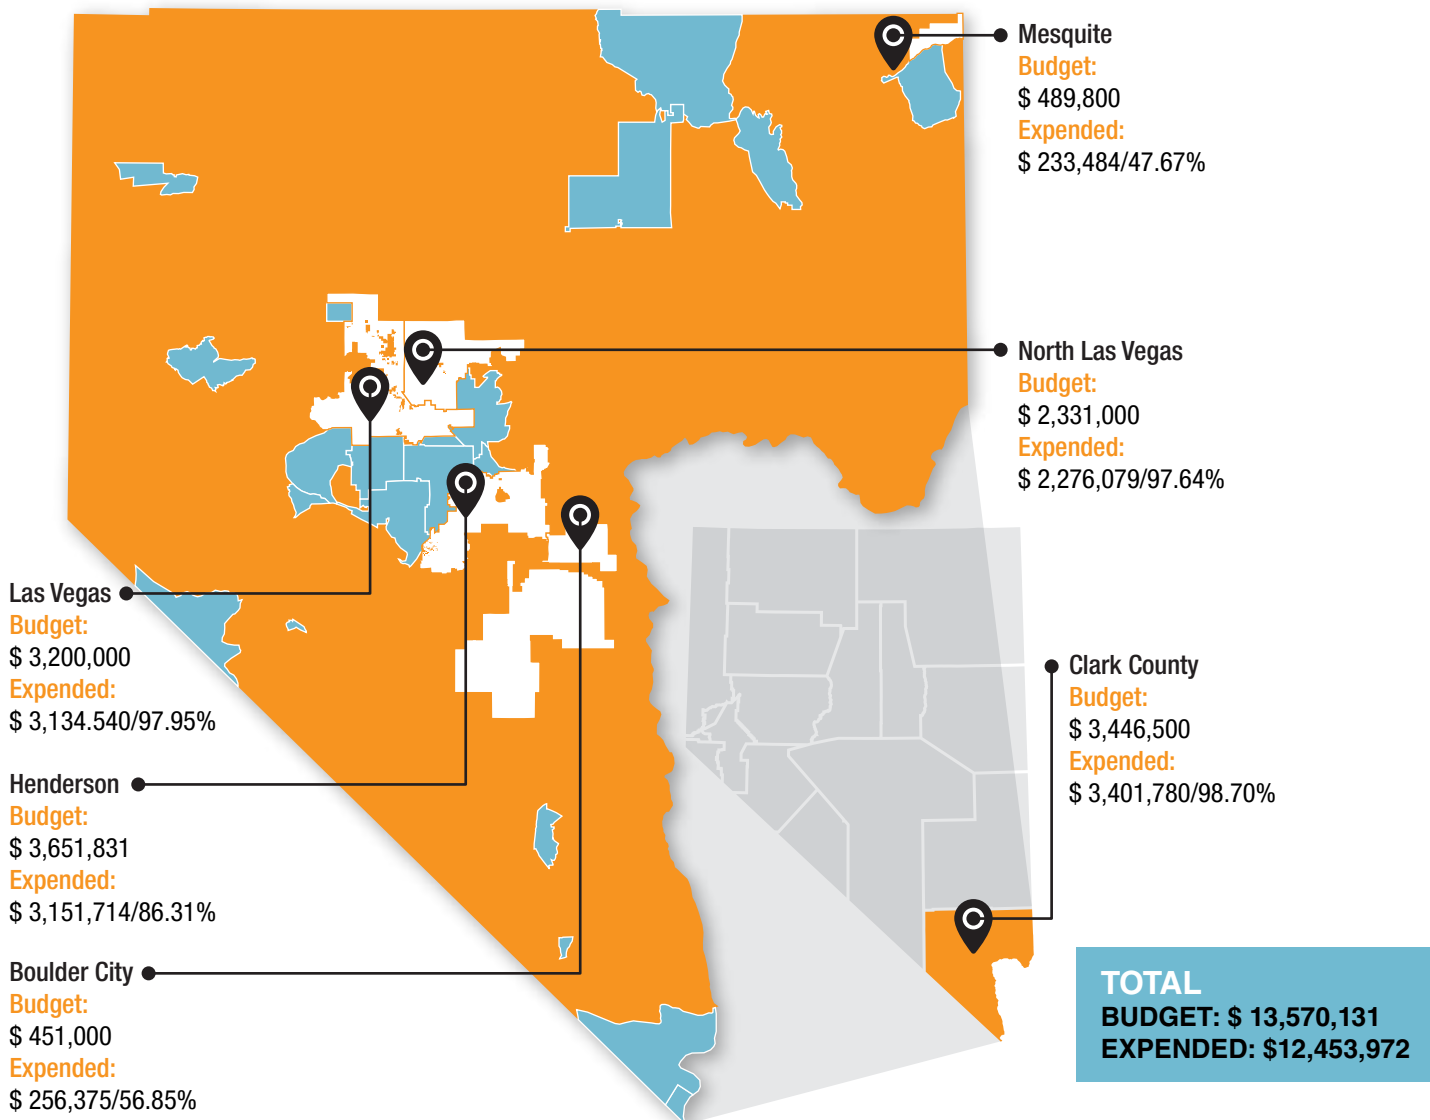 Mesquite
Budget:
$ 489,800
Expended:
$ 233,484/47.67%
North Las Vegas
Budget:
$ 2,331,000
Expended:
$ 2,276,079/97.64%
Las Vegas
Budget:
$ 3,200,000
Expended:
$ 3,134.540/97.95%
Henderson
Budget:
$ 3,651,831
Expended:
$ 3,151,714/86.31%
Boulder City
Budget:
$ 451,000
Expended:
$ 256,375/56.85%
Clark County
Budget:
$ 3,446,500
Expended:
$ 3,401,780/98.70%
TOTAL
BUDGET: $ 13,570,131
EXPENDED: $12,453,972